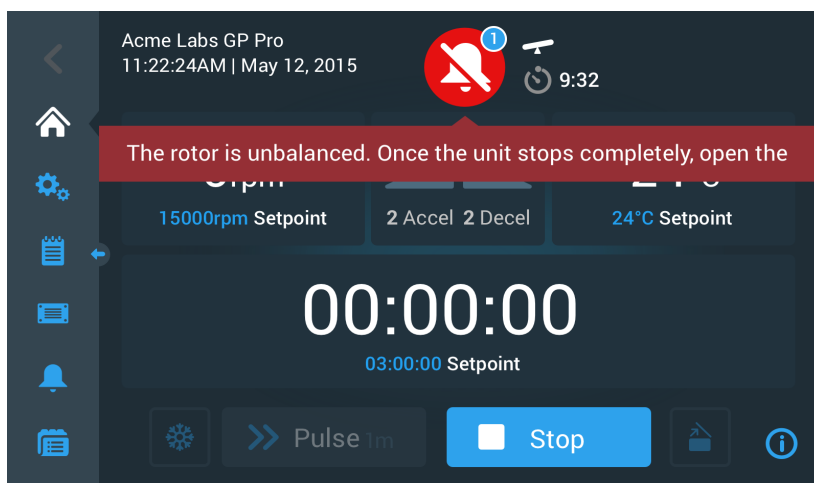 Acme Labs GP Pro
11:22:24AM | May 12, 2015
1
9:32
The rotor is unbalanced. Once the unit stops completely, open the
15000rpm Setpoint
2 Accel 2 Decel
24°C Setpoint
00:00:00
03:00:00 Setpoint
Pulse 1m
Stop